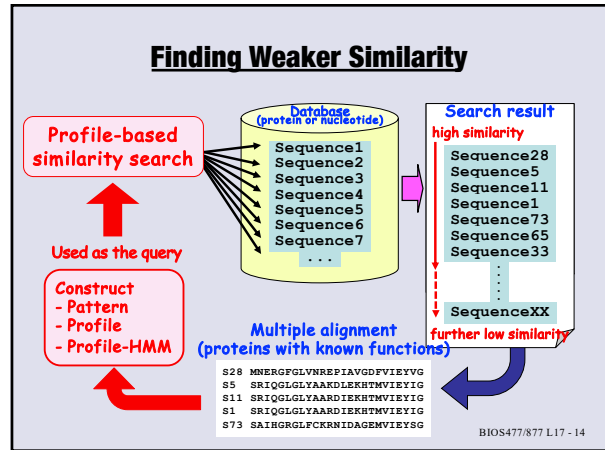 Finding Weaker Similarity
Profile-based
similarity search
Used as the query
Construct
- Pattern
- Profile
- Profile-HMM
Database
(protein or nucleotide)
Sequence1
Sequence2
Sequence3
Sequence4
Sequence5
Sequence6
Sequence7
...
Search result
high similarity
Sequence28
Sequence5
Sequence11
Sequence1
Sequence73
Sequence65
Sequence33
SequenceXX
further low similarity
Multiple alignment
(proteins with known functions)
S28 MNERGFGLVNREPIAVGDFVIEYVG
S5 SRIQGLGLYAAKDLEKHTMVIEYIG
S11 SRIQGLGLYAARDIEKHTMVIEYIG
S1 SRIQGLGLYAARDIEKHTMVIEYIG
S73 SAIHGRGLFCKRNIDAGEMVIEYSG
BIOS477/877 L17 - 14